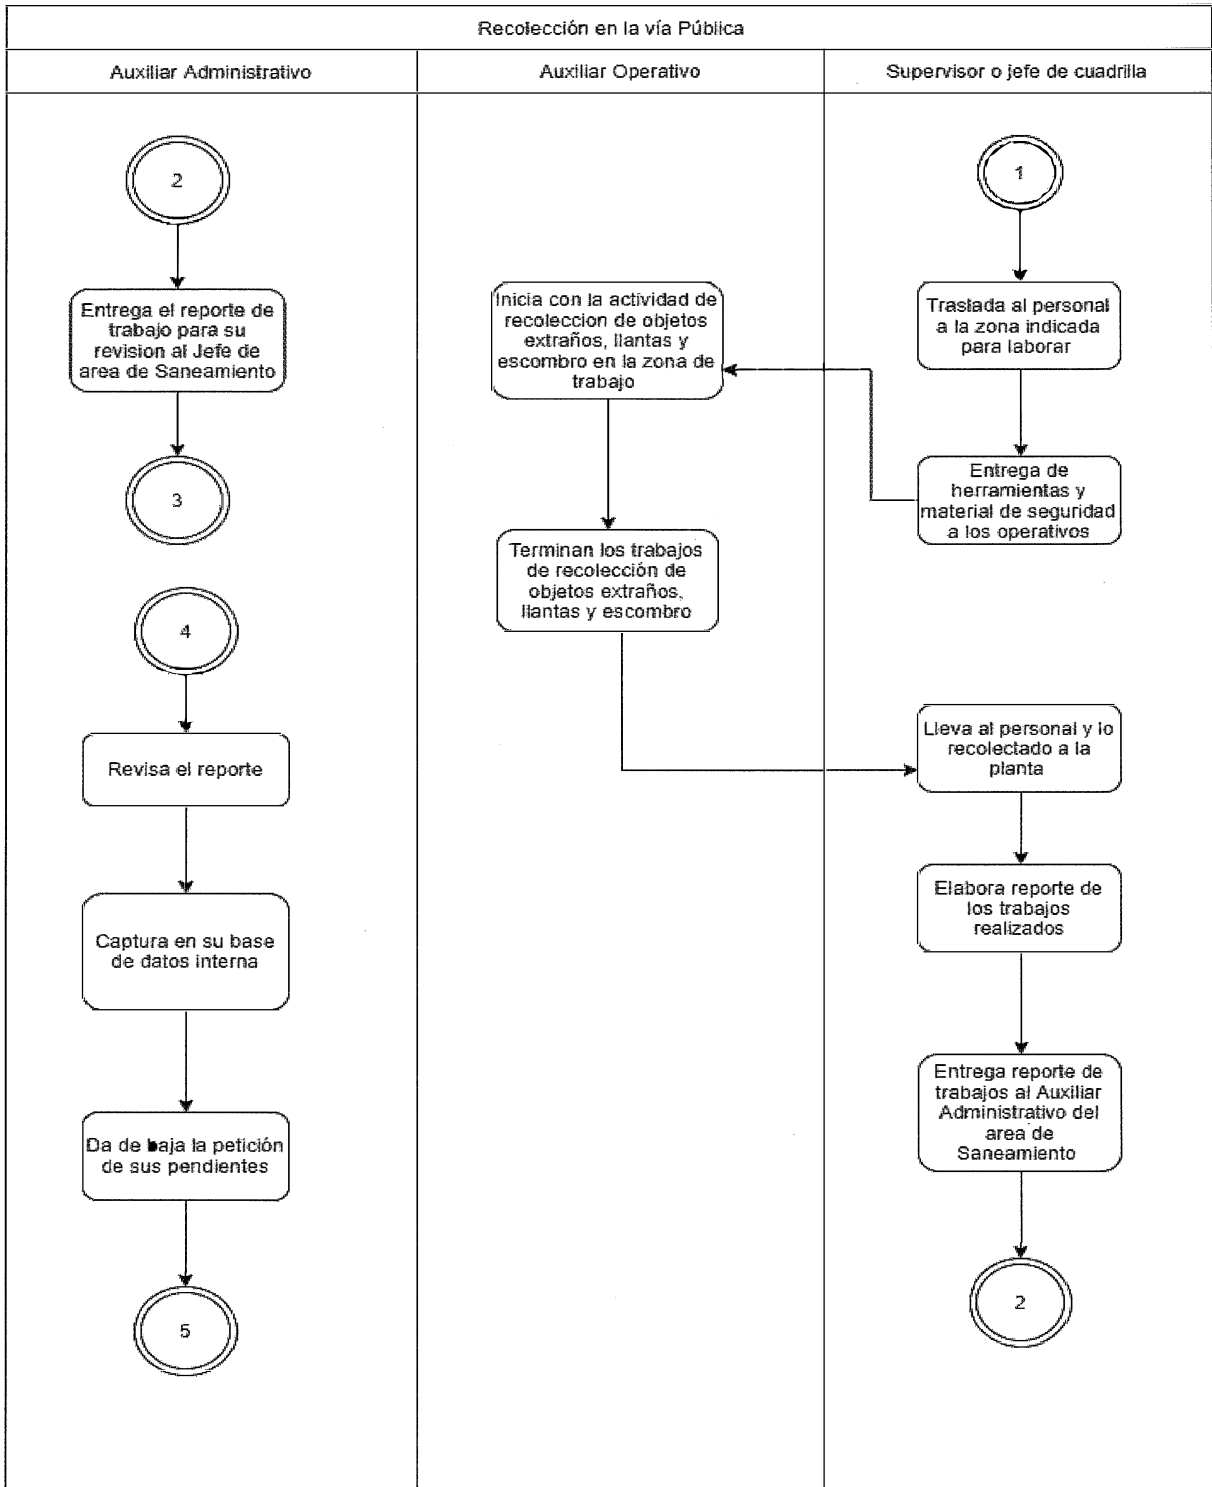 Recolección en la vía Pública
Auxiliar Administrativo
Auxiliar Operativo
Supervisor o jefe de cuadrilla
2
Entrega el reporte de
trabajo para su
revision al Jefe de
area de Saneamiento
3
4
Revisa el reporte
Captura en su base
de datos interna
Da de baja la petición
de sus pendientes
5
Inicia con la actividad de
recoleccion de objetos
extraños, llantas y
escombro en la zona de
trabajo
Terminan los trabajos
de recolección de
objetos extraños,
llantas y escombro
1
Traslada al personal
a la zona indicada
para laborar
Entrega de
herramientas y
material de seguridad
a los operativos
Lleva al personal y lo
recolectado a la
planta
Elabora reporte de
los trabajos
realizados
Entrega reporte de
trabajos al Auxiliar
Administrativo del
area de
Saneamiento
2